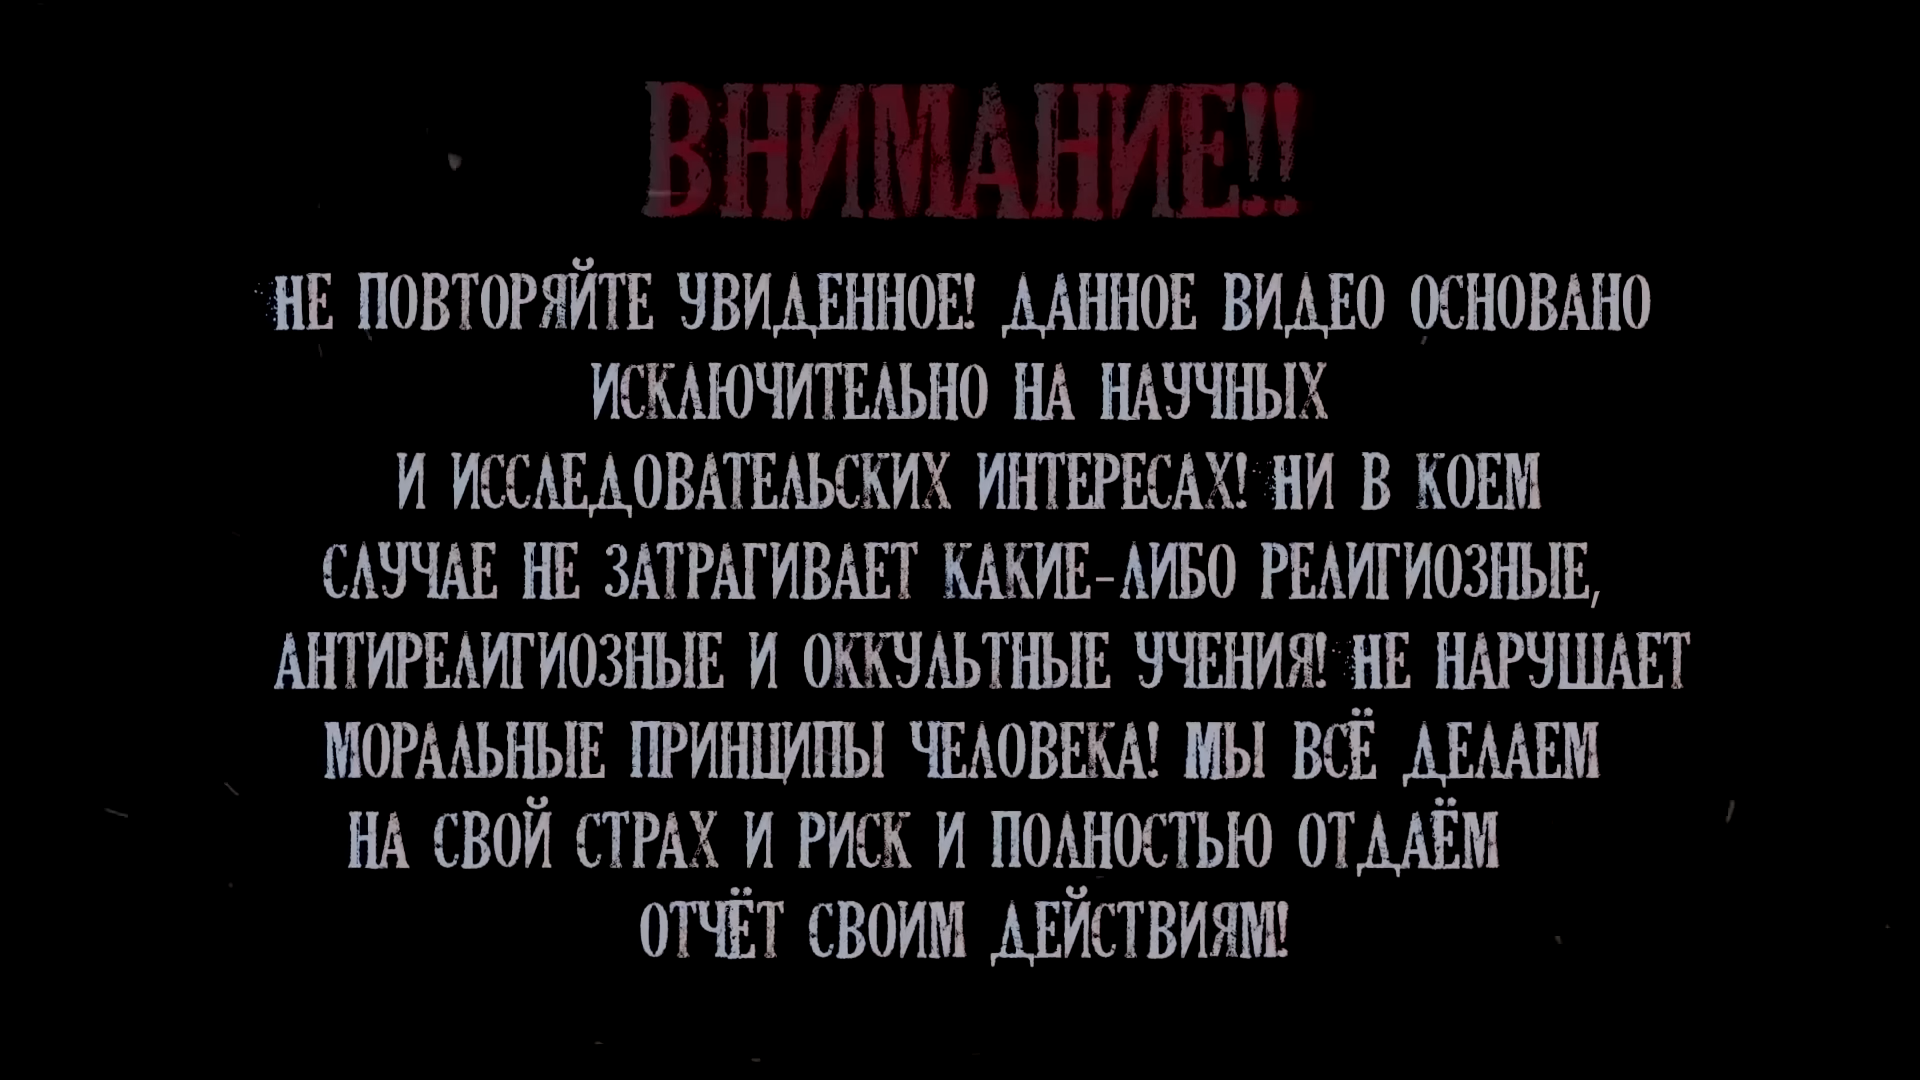 ВНИМАНИЕ!!
НЕ ПОВТОРЯЙТЕ УВИДЕННОЕ! ДАННОЕ ВИДЕО ОСНОВАНО
ИСКЛЮЧИТЕЛЬНО НА НАУЧНЫХ
И ИССЛЕДОВАТЕЛЬСКИХ ИНТЕРЕСАХ! НИ В КОЕМ
СЛУЧАЕ НЕ ЗАТРАГИВАЕТ КАКИЕ-ЛИБО РЕЛИГИОЗНЫЕ,
АНТИРЕЛИГИОЗНЫЕ И ОККУЛЬТНЫЕ УЧЕНИЯ! НЕ НАРУШАЕТ
МОРАЛЬНЫЕ ПРИНЦИПЫ ЧЕЛОВЕКА! МЫ ВСЁ ДЕЛАЕМ
НА СВОЙ СТРАХ И РИСК И ПОЛНОСТЬЮ ОТДАЁМ
ОТЧЁТ СВОИМ ДЕЙСТВИЯМ!